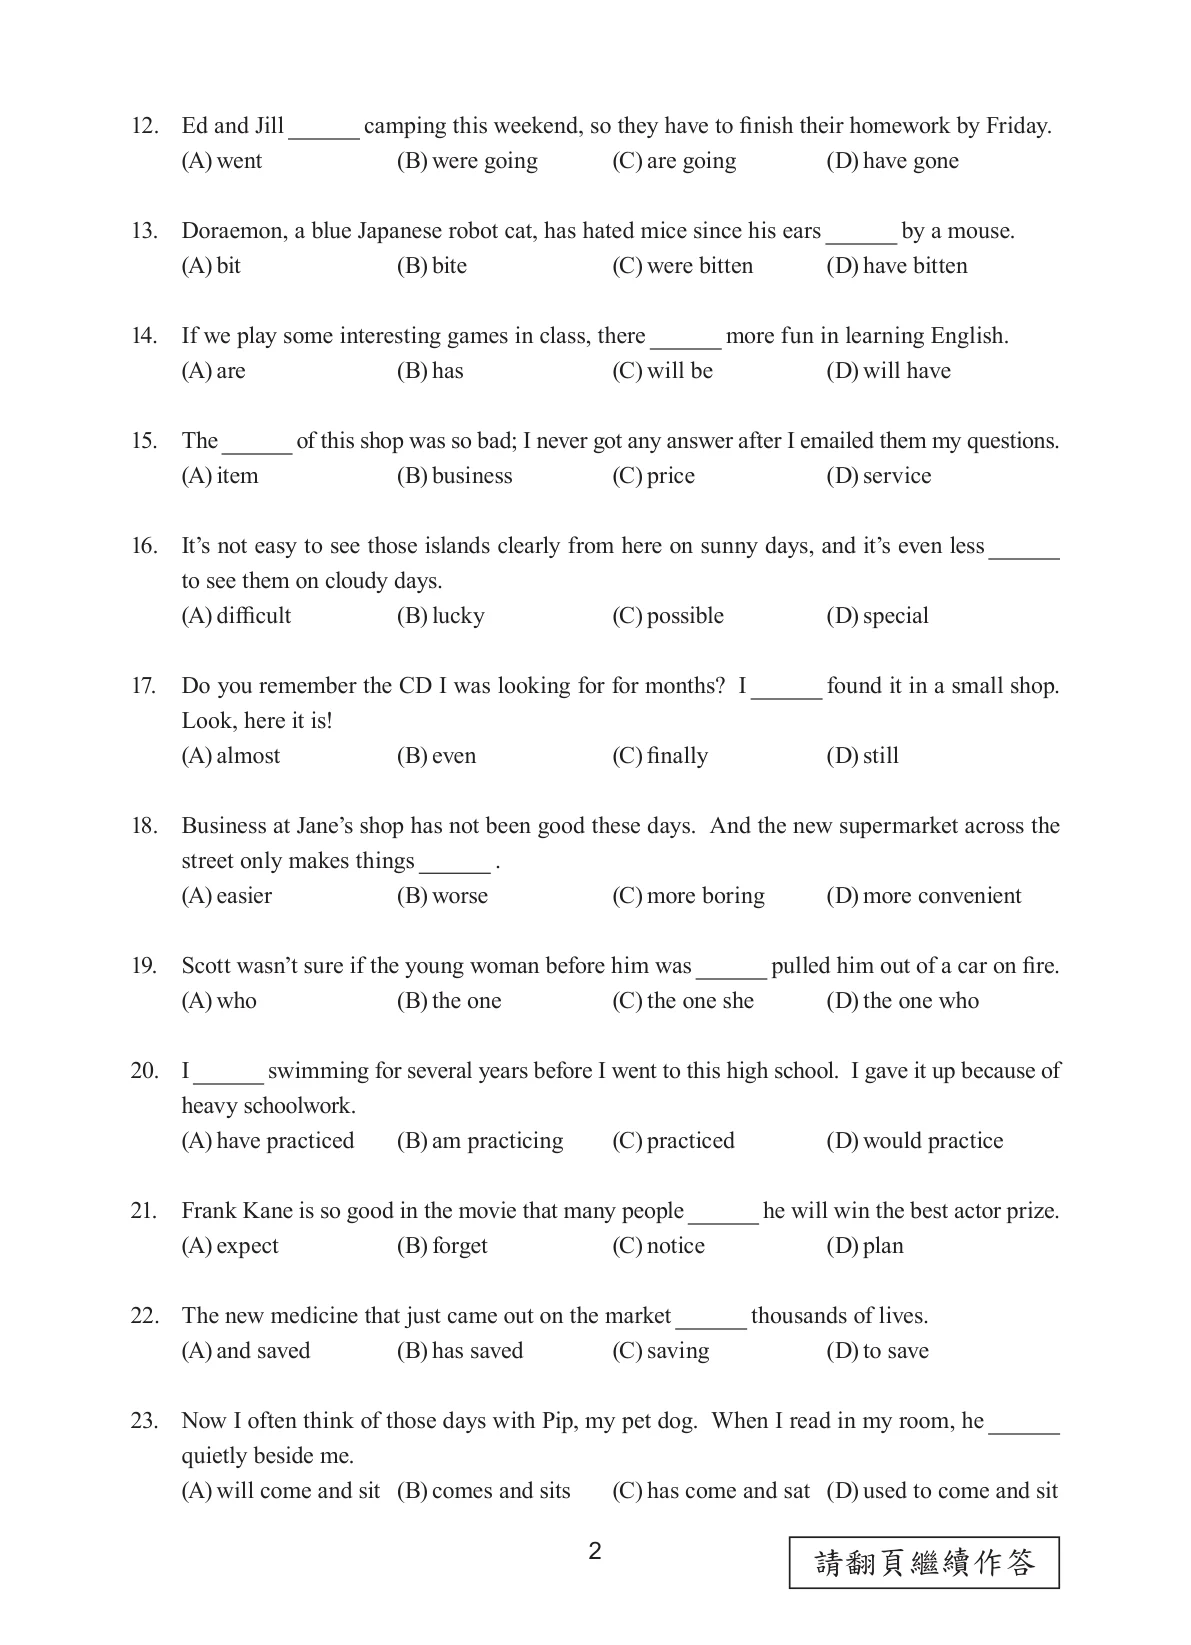 12. Ed and Jill ______ camping this weekend, so they have to finish their homework by Friday.
(A) went (B) were going (C) are going (D) have gone
13. Doraemon, a blue Japanese robot cat, has hated mice since his ears ______ by a mouse.
(A) bit (B) bite (C) were bitten (D) have bitten
14. If we play some interesting games in class, there ______ more fun in learning English.
(A) are (B) has (C) will be (D) will have
15. The ______ of this shop was so bad; I never got any answer after I emailed them my questions.
(A) item (B) business (C) price (D) service
16. It’s not easy to see those islands clearly from here on sunny days, and it’s even less ______
to see them on cloudy days.
(A) difficult (B) lucky (C) possible (D) special
17. Do you remember the CD I was looking for for months? I ______ found it in a small shop.
Look, here it is!
(A) almost (B) even (C) finally (D) still
18. Business at Jane’s shop has not been good these days. And the new supermarket across the
street only makes things ______ .
(A) easier (B) worse (C) more boring (D) more convenient
19. Scott wasn’t sure if the young woman before him was ______ pulled him out of a car on fire.
(A) who (B) the one (C) the one she (D) the one who
20. I ______ swimming for several years before I went to this high school. I gave it up because of
heavy schoolwork.
(A) have practiced (B) am practicing (C) practiced (D) would practice
21. Frank Kane is so good in the movie that many people ______ he will win the best actor prize.
(A) expect (B) forget (C) notice (D) plan
22. The new medicine that just came out on the market ______ thousands of lives.
(A) and saved (B) has saved (C) saving (D) to save
23. Now I often think of those days with Pip, my pet dog. When I read in my room, he ______
quietly beside me.
(A) will come and sit (B) comes and sits (C) has come and sat (D) used to come and sit
2
請翻頁繼續作答